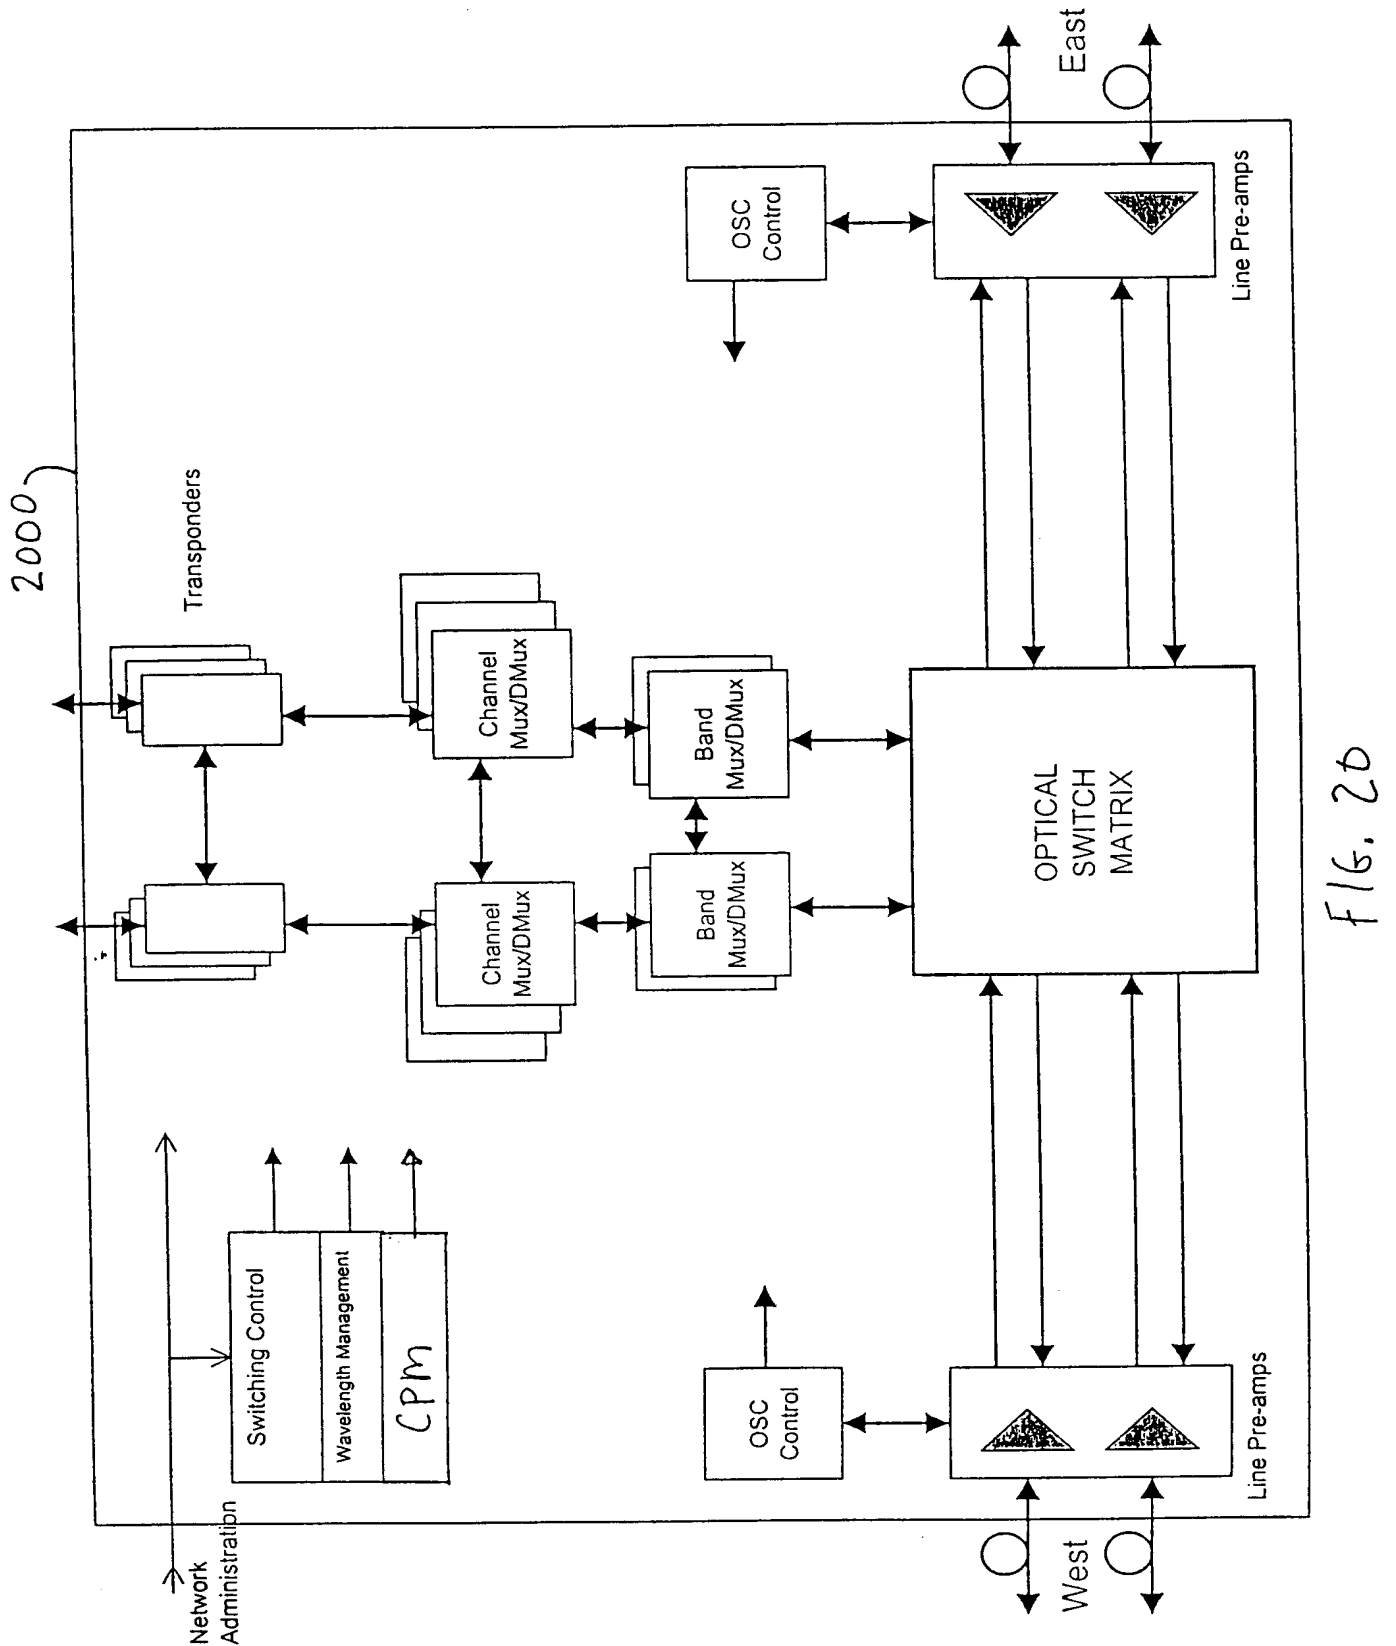 2000
Transponders
Network
Administration
Switching Control
Wavelength Management
CPM
Channel
Mux/DMux
Channel
Mux/DMux
Band
Mux/DMux
Band
Mux/DMux
OSC
Control
OSC
Control
OPTICAL
SWITCH
MATRIX
West
East
Line Pre-amps
Line Pre-amps
FIG. 20